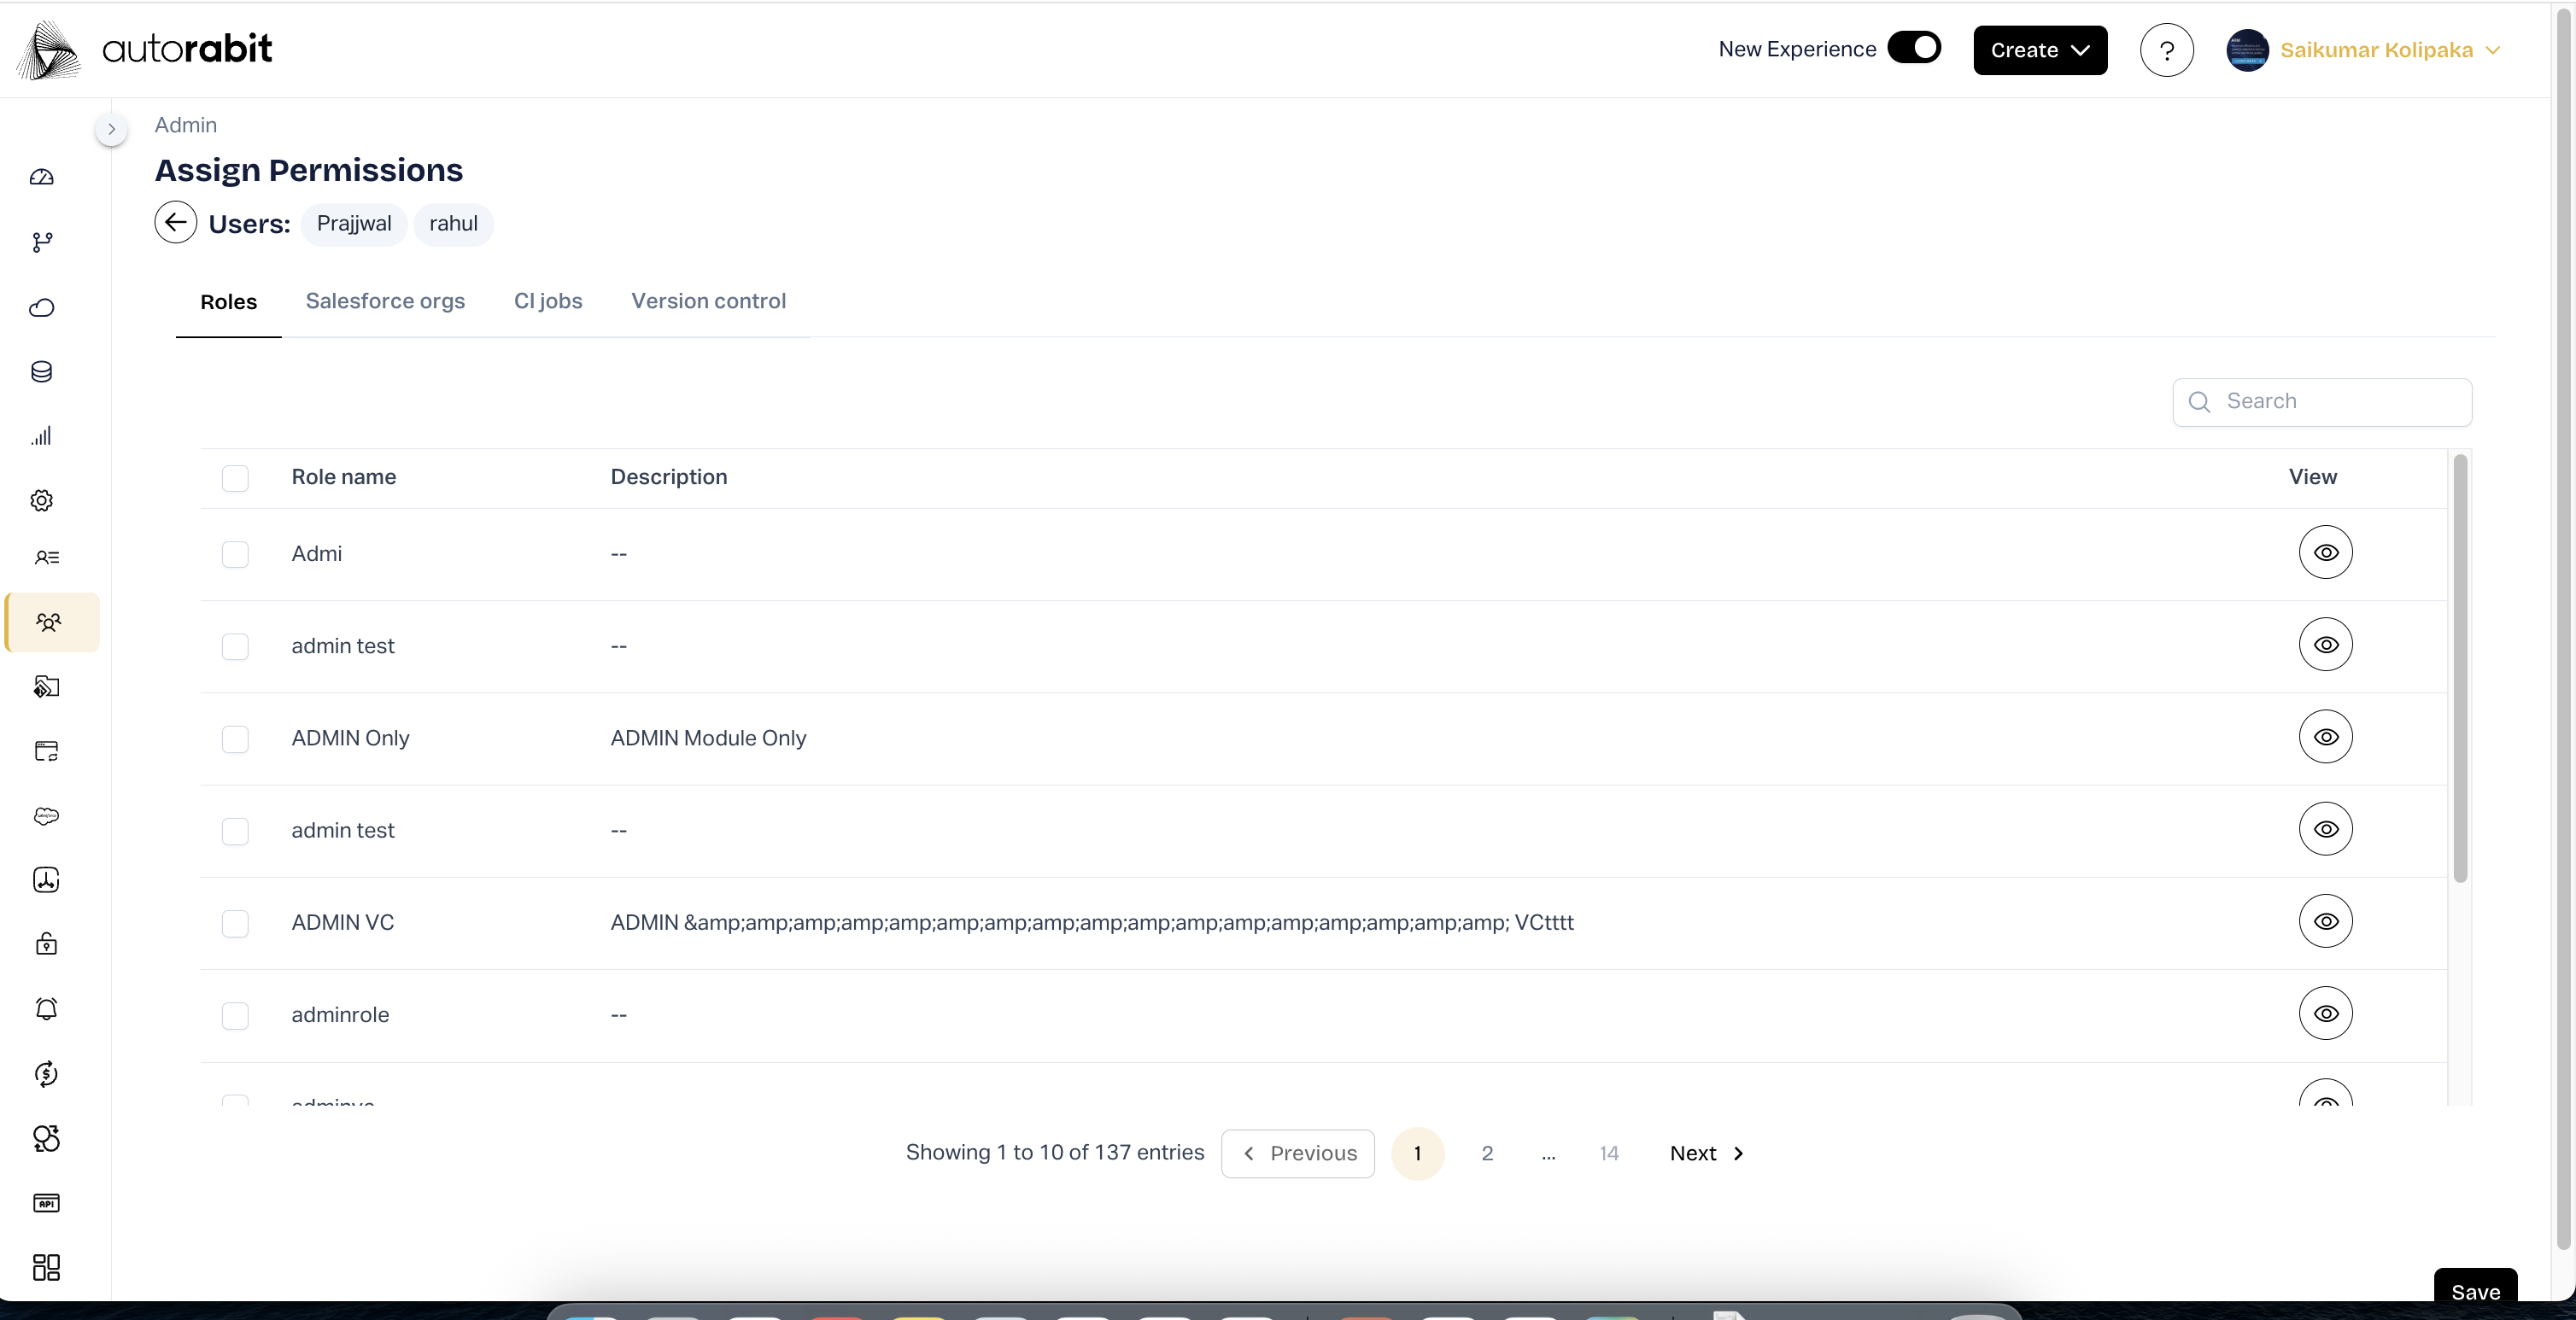 autorabit
New Experience
Create
?
Saikumar Kolipaka
Admin
Assign Permissions
Users: Prajjwal rahul
Roles Salesforce orgs CI jobs Version control
Search
Role name Description View
Admi --
admin test --
ADMIN Only ADMIN Module Only
admin test --
ADMIN VC ADMIN &amp;amp;amp;amp;amp;amp;amp;amp;amp;amp;amp;amp;amp;amp;amp;amp;amp; VCtttt
adminrole --
API
Showing 1 to 10 of 137 entries Previous 1 2 ... 14 Next
Save